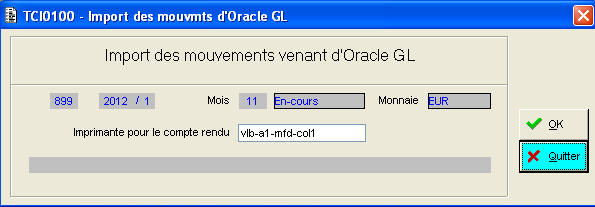 TCI0100 - Import des mouvmts d'Oracle GL
Import des mouvements venant d'Oracle GL
899 2012 / 1 Mois 11 En-cours Monnaie EUR
Imprimante pour le compte rendu vlb-a1-mfd-col1
OK
Quitter